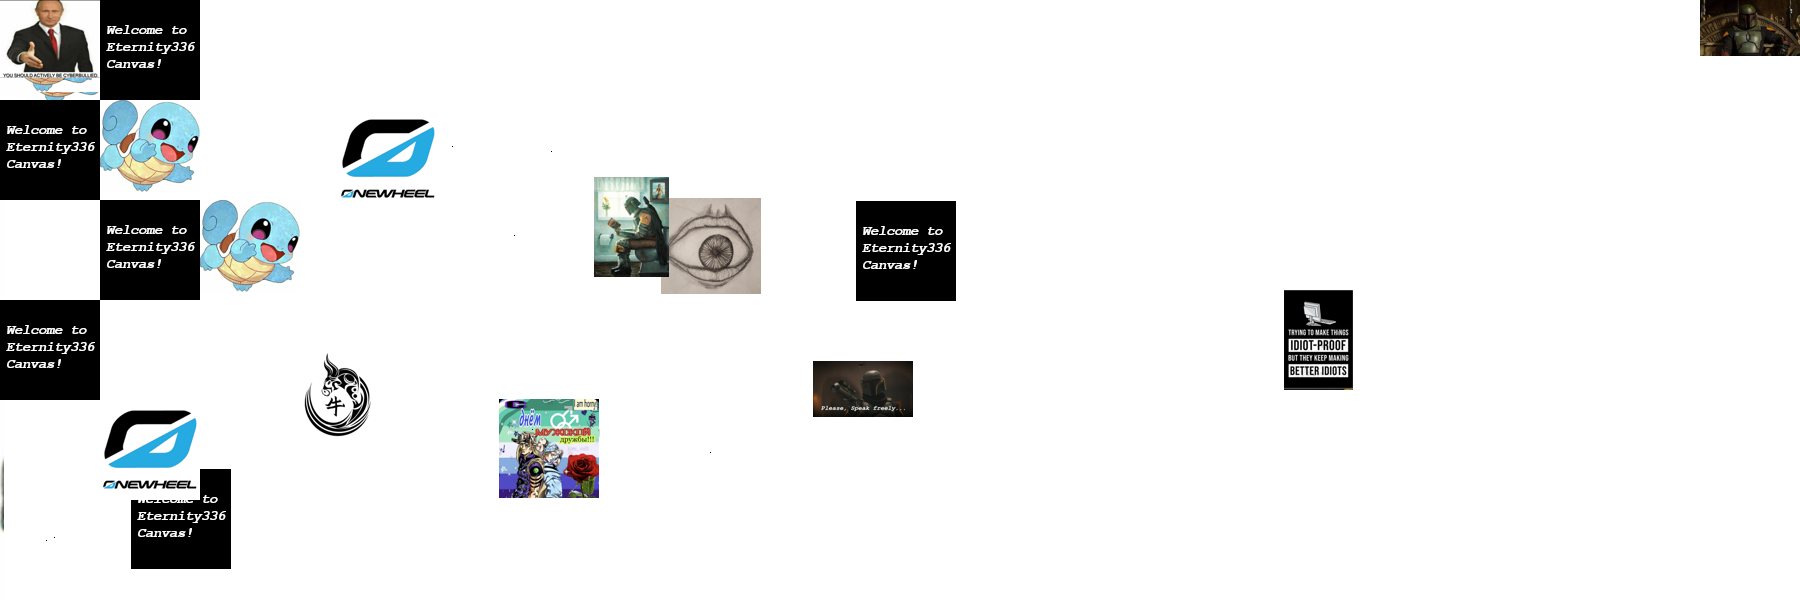 YOU SHOULD ACTIVELY BE CYBERBULLIED.
Welcome to
Eternity336
Canvas!
Welcome to
Eternity336
Canvas!
ONEWHEEL
Welcome to
Eternity336
Canvas!
Welcome to
Eternity336
Canvas!
TRYING TO MAKE THINGS
IDIOT-PROOF
BUT THEY KEEP MAKING
BETTER IDIOTS
Welcome to
Eternity336
Canvas!
牛
Please, Speak freely...
I am horny
днём
МУЖСКОЙ
дружбы!!!
ONEWHEEL
Welcome to
Eternity336
Canvas!